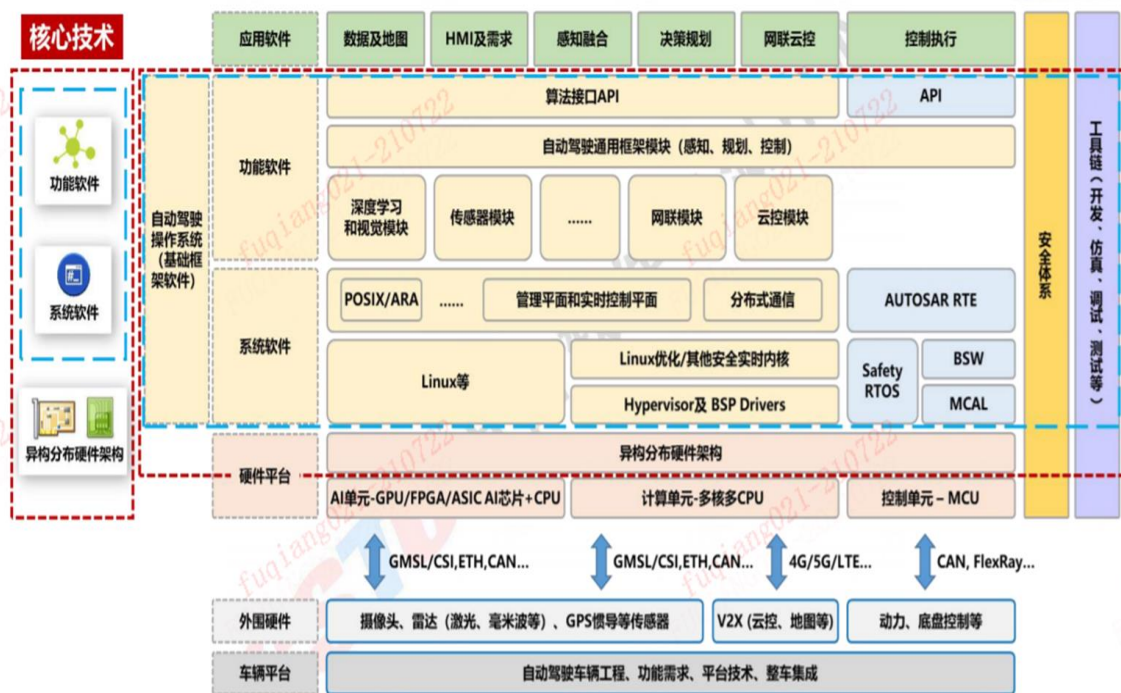 核心技术
应用软件
数据及地图
HMI及需求
感知融合
决策规划
网联云控
控制执行
功能软件
系统软件
异构分布硬件架构
自动驾驶
操作系统
（基础框
架软件）
功能软件
算法接口API
API
自动驾驶通用框架模块（感知、规划、控制）
深度学习
和视觉模块
传感器模块
......
网联模块
云控模块
系统软件
POSIX/ARA
......
管理平面和实时控制平面
分布式通信
AUTOSAR RTE
Linux等
Linux优化/其他安全实时内核
Hypervisor及 BSP Drivers
Safety
RTOS
BSW
MCAL
硬件平台
异构分布硬件架构
AI单元-GPU/FPGA/ASIC AI芯片+CPU
计算单元-多核多CPU
控制单元 – MCU
安全体系
工具链（开发、仿真、调试、测试等）
GMSL/CSI,ETH,CAN...
GMSL/CSI,ETH,CAN...
4G/5G/LTE...
CAN, FlexRay...
外围硬件
摄像头、雷达（激光、毫米波等）、GPS惯导等传感器
V2X (云控、地图等)
动力、底盘控制等
车辆平台
自动驾驶车辆工程、功能需求、平台技术、整车集成
fuqiang021-210722
fuqiang021-210722
fuqiang021-210722
fuqiang021-210722